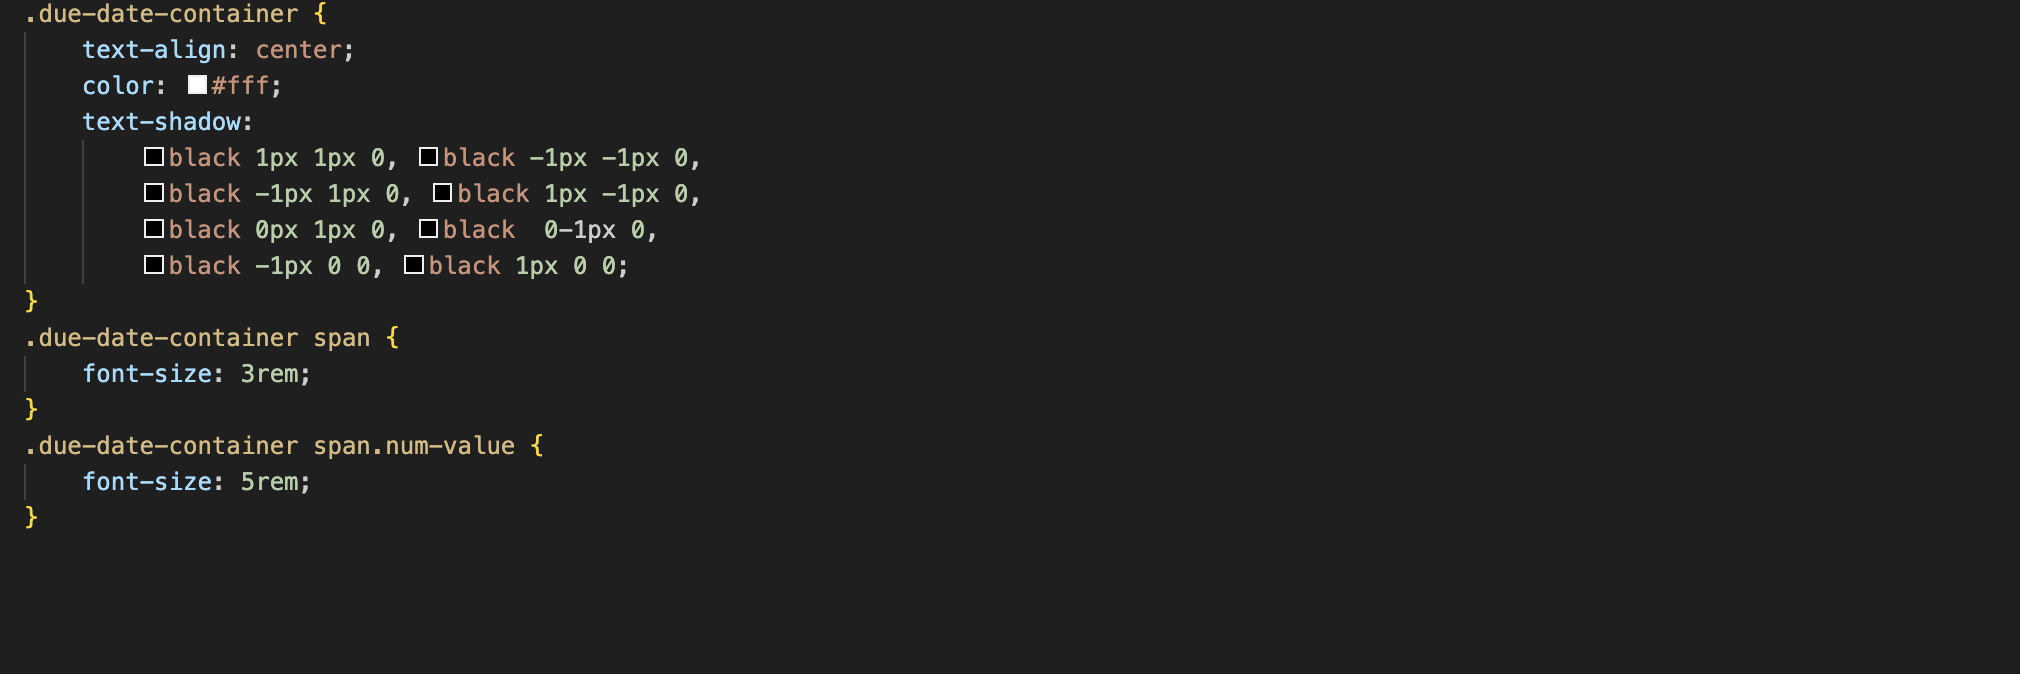 .due-date-container {
    text-align: center;
    color: #fff;
    text-shadow:
        black 1px 1px 0, black -1px -1px 0,
        black -1px 1px 0, black 1px -1px 0,
        black 0px 1px 0, black  0-1px 0,
        black -1px 0 0, black 1px 0 0;
}
.due-date-container span {
    font-size: 3rem;
}
.due-date-container span.num-value {
    font-size: 5rem;
}